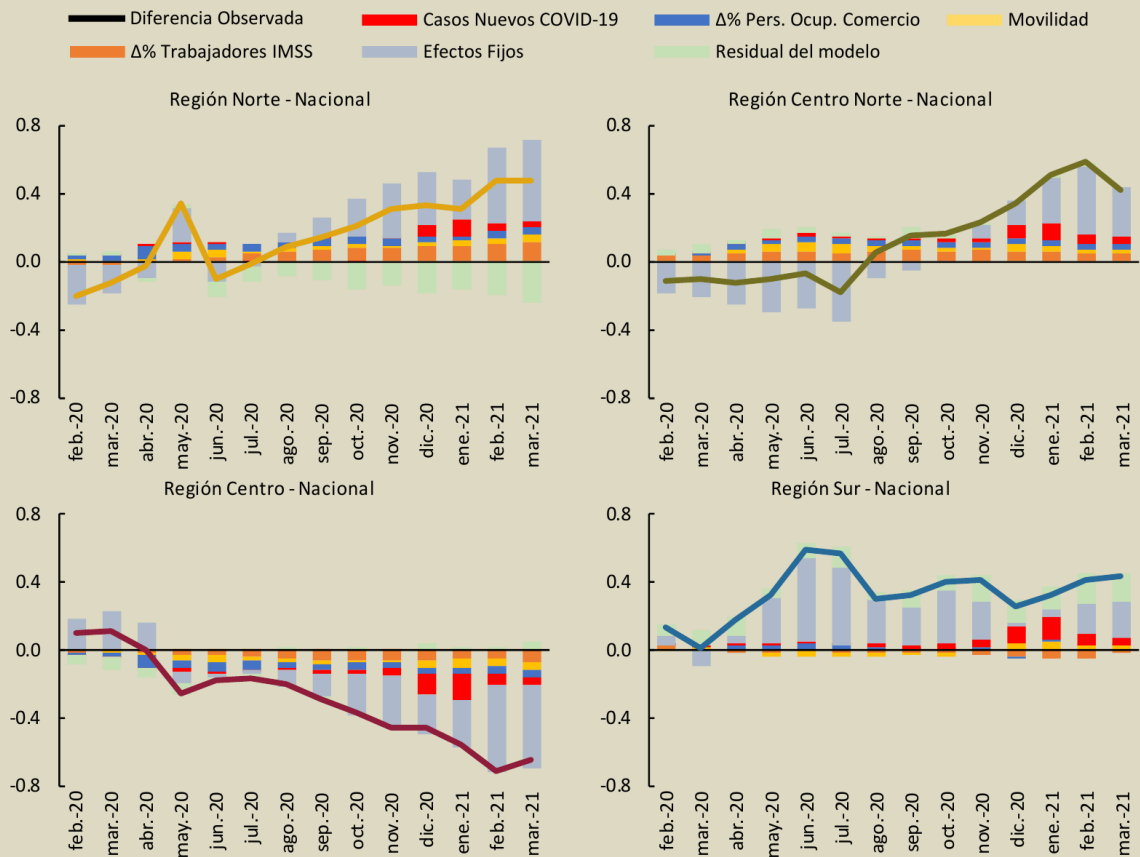 Diferencia Observada
Casos Nuevos COVID-19
Δ% Pers. Ocup. Comercio
Movilidad
Δ% Trabajadores IMSS
Efectos Fijos
Residual del modelo
Región Norte - Nacional
0.8
0.4
0.0
-0.4
-0.8
feb.-20
mar.-20
abr.-20
may.-20
jun.-20
jul.-20
ago.-20
sep.-20
oct.-20
nov.-20
dic.-20
ene.-21
feb.-21
mar.-21
Región Centro Norte - Nacional
0.8
0.4
0.0
-0.4
-0.8
feb.-20
mar.-20
abr.-20
may.-20
jun.-20
jul.-20
ago.-20
sep.-20
oct.-20
nov.-20
dic.-20
ene.-21
feb.-21
mar.-21
Región Centro - Nacional
0.8
0.4
0.0
-0.4
-0.8
feb.-20
mar.-20
abr.-20
may.-20
jun.-20
jul.-20
ago.-20
sep.-20
oct.-20
nov.-20
dic.-20
ene.-21
feb.-21
mar.-21
Región Sur - Nacional
0.8
0.4
0.0
-0.4
-0.8
feb.-20
mar.-20
abr.-20
may.-20
jun.-20
jul.-20
ago.-20
sep.-20
oct.-20
nov.-20
dic.-20
ene.-21
feb.-21
mar.-21